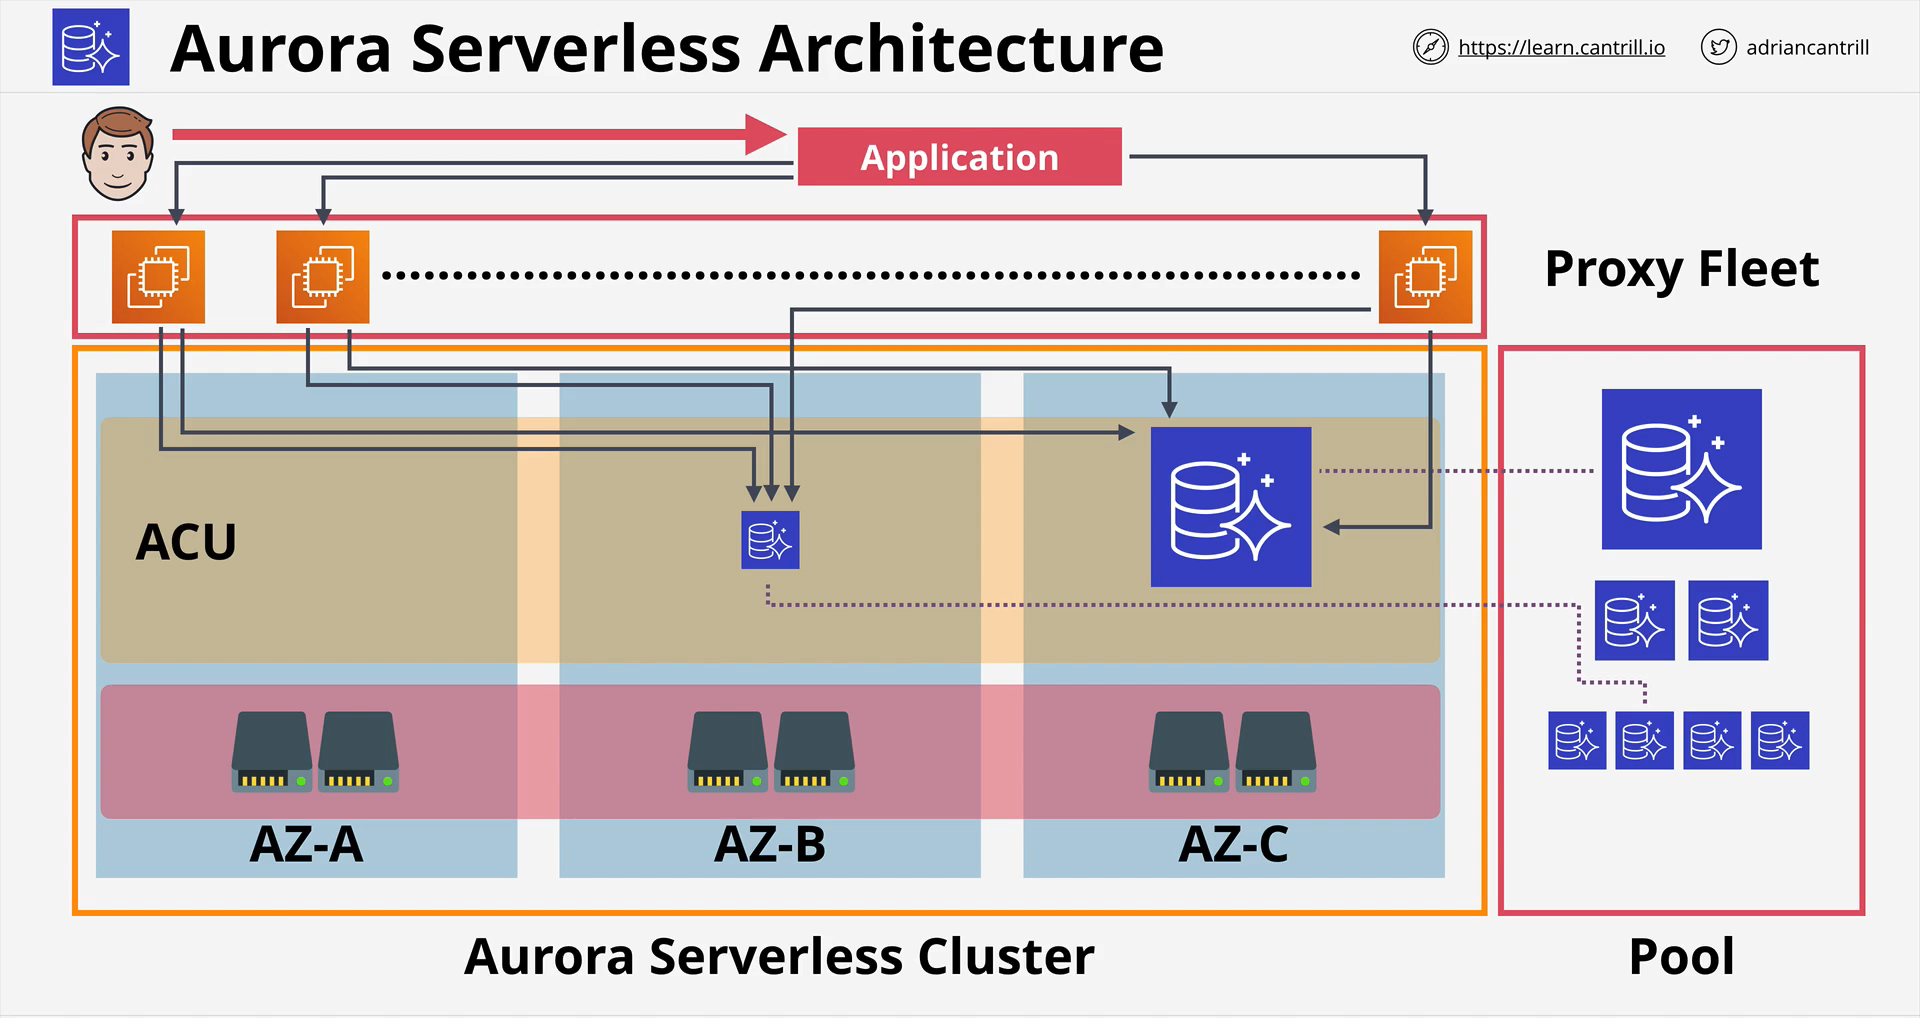 Aurora Serverless Architecture
https://learn.cantrill.io
adriancantrill
Application
Proxy Fleet
ACU
AZ-A
AZ-B
AZ-C
Aurora Serverless Cluster
Pool